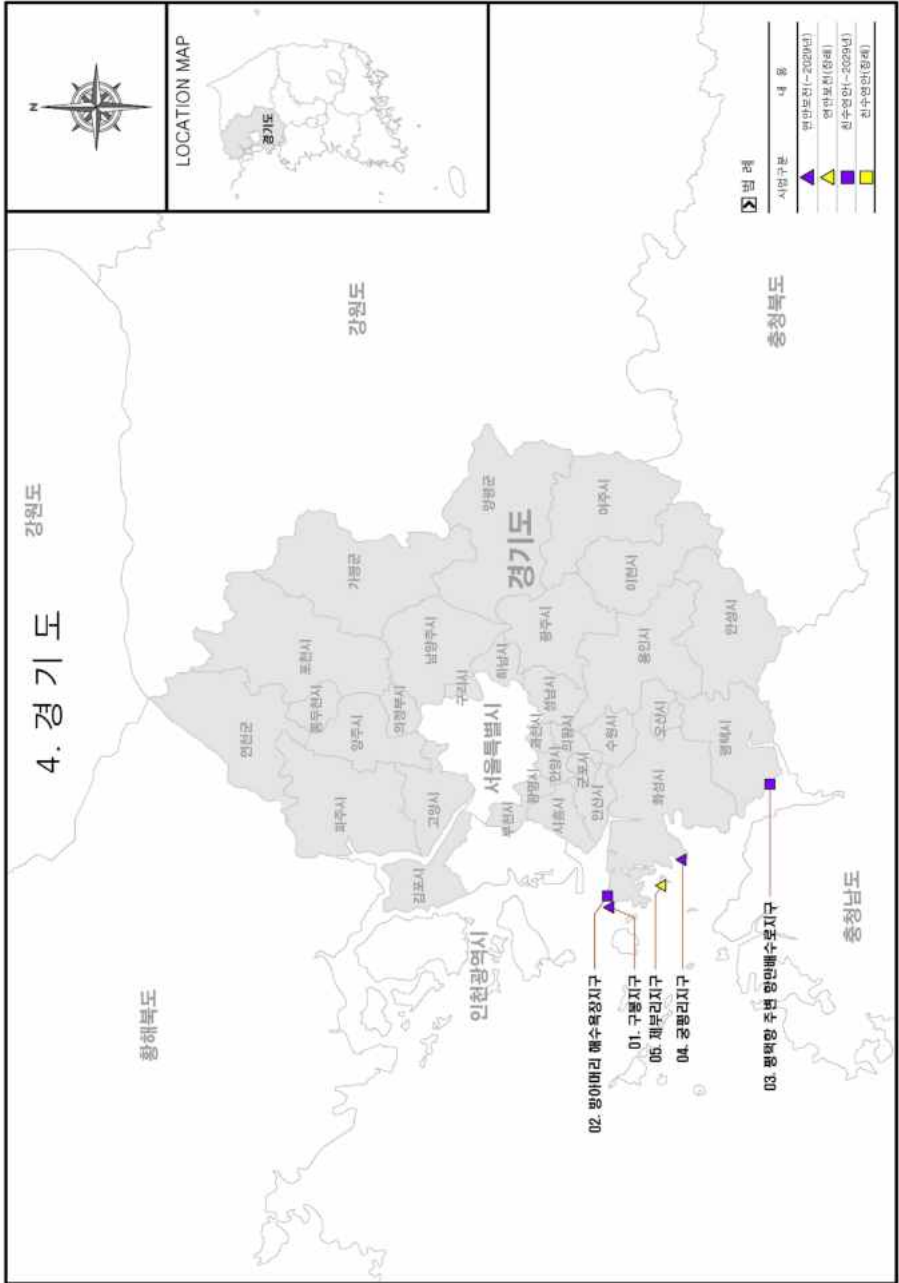 4. 경 기 도
N
LOCATION MAP
경기도
강원도
강원도
황해북도
연천군
포천시
가평군
파주시
동두천시
양주시
의정부시
남양주시
고양시
구리시
김포시
서울특별시
하남시
양평군
경기도
인천광역시
부천시
광명시
과천시
성남시
광주시
여주시
시흥시
안양시
의왕시
군포시
이천시
안산시
수원시
용인시
화성시
오산시
평택시
안성시
충청북도
충청남도
02. 방아머리 해수욕장지구
01. 구봉지구
05. 제부리지구
04. 궁평리지구
03. 평택항 주변 항만배수로지구
범 례
사업구분 내 용
연안보전(~2029년)
연안보전(장래)
친수연안(~2029년)
친수연안(장래)